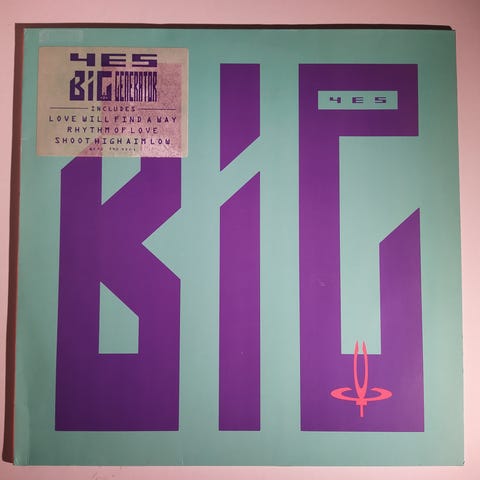 YES
BIG GENERATOR
INCLUDES
LOVE WILL FIND A WAY
RHYTHM OF LOVE
SHOOT HIGH AIM LOW
YES
BIG